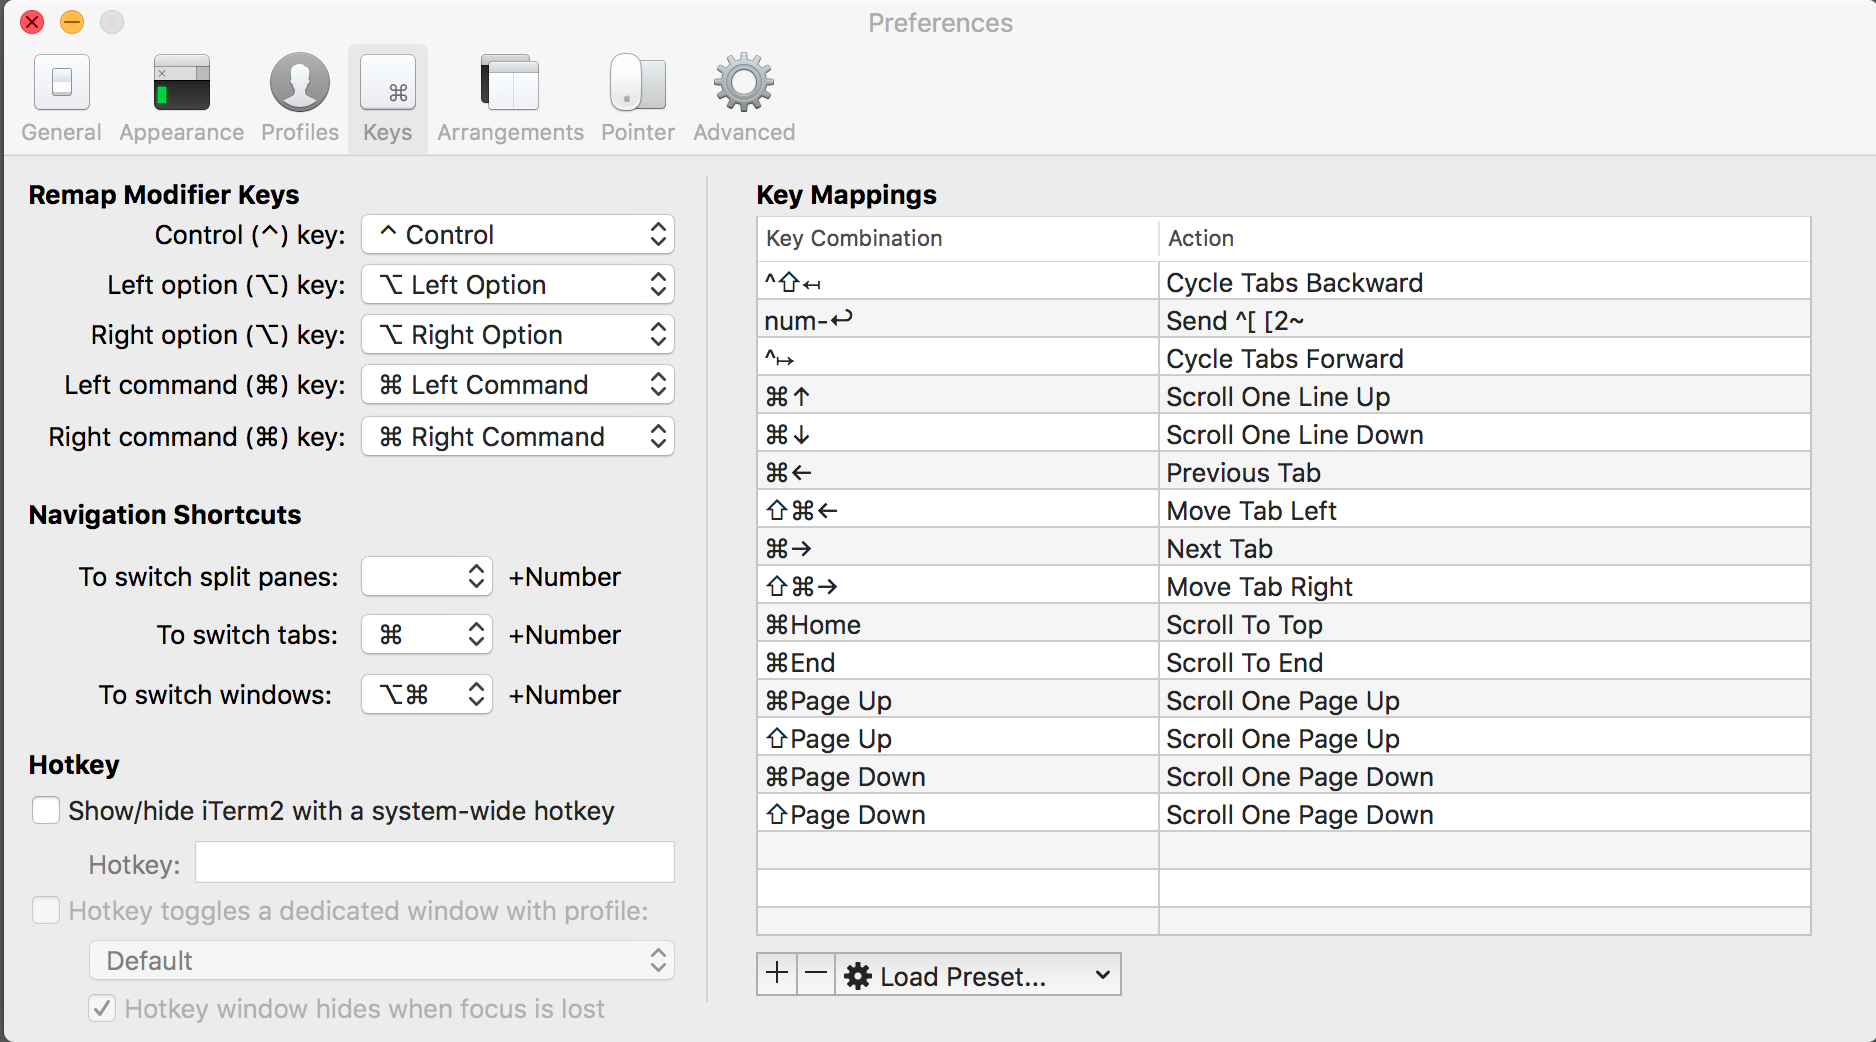 Preferences
General Appearance Profiles Keys Arrangements Pointer Advanced
Remap Modifier Keys
Control (^) key: ^ Control
Left option (⌥) key: ⌥ Left Option
Right option (⌥) key: ⌥ Right Option
Left command (⌘) key: ⌘ Left Command
Right command (⌘) key: ⌘ Right Command
Navigation Shortcuts
To switch split panes: +Number
To switch tabs: ⌘ +Number
To switch windows: ⌥⌘ +Number
Hotkey
Show/hide iTerm2 with a system-wide hotkey
Hotkey:
Hotkey toggles a dedicated window with profile:
Default
Hotkey window hides when focus is lost
Key Mappings
Key Combination Action
^⇧↤ Cycle Tabs Backward
num-↩ Send ^[ [2~
^↦ Cycle Tabs Forward
⌘↑ Scroll One Line Up
⌘↓ Scroll One Line Down
⌘← Previous Tab
⇧⌘← Move Tab Left
⌘→ Next Tab
⇧⌘→ Move Tab Right
⌘Home Scroll To Top
⌘End Scroll To End
⌘Page Up Scroll One Page Up
⇧Page Up Scroll One Page Up
⌘Page Down Scroll One Page Down
⇧Page Down Scroll One Page Down
+ − Load Preset...